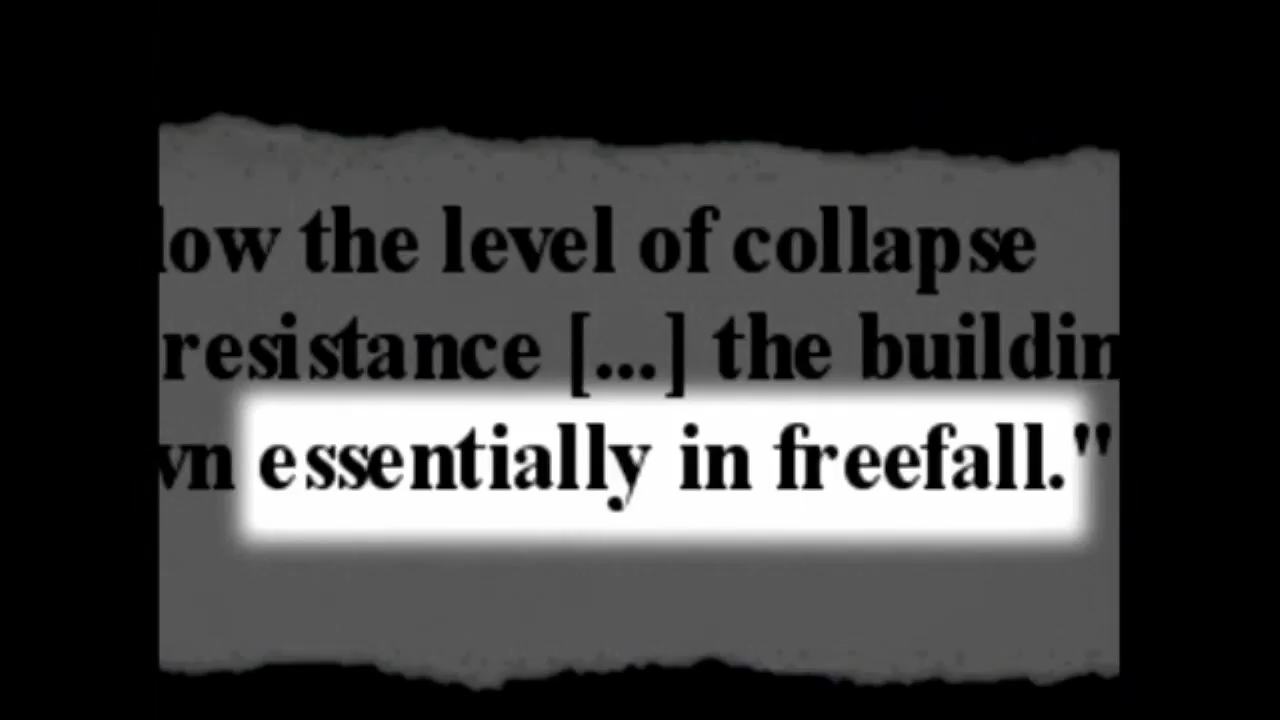 low the level of collapse
resistance [...] the buildin
wn essentially in freefall."